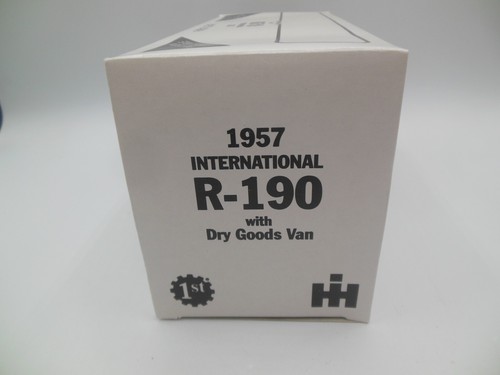 1957
INTERNATIONAL
R-190
with
Dry Goods Van
1st
IH